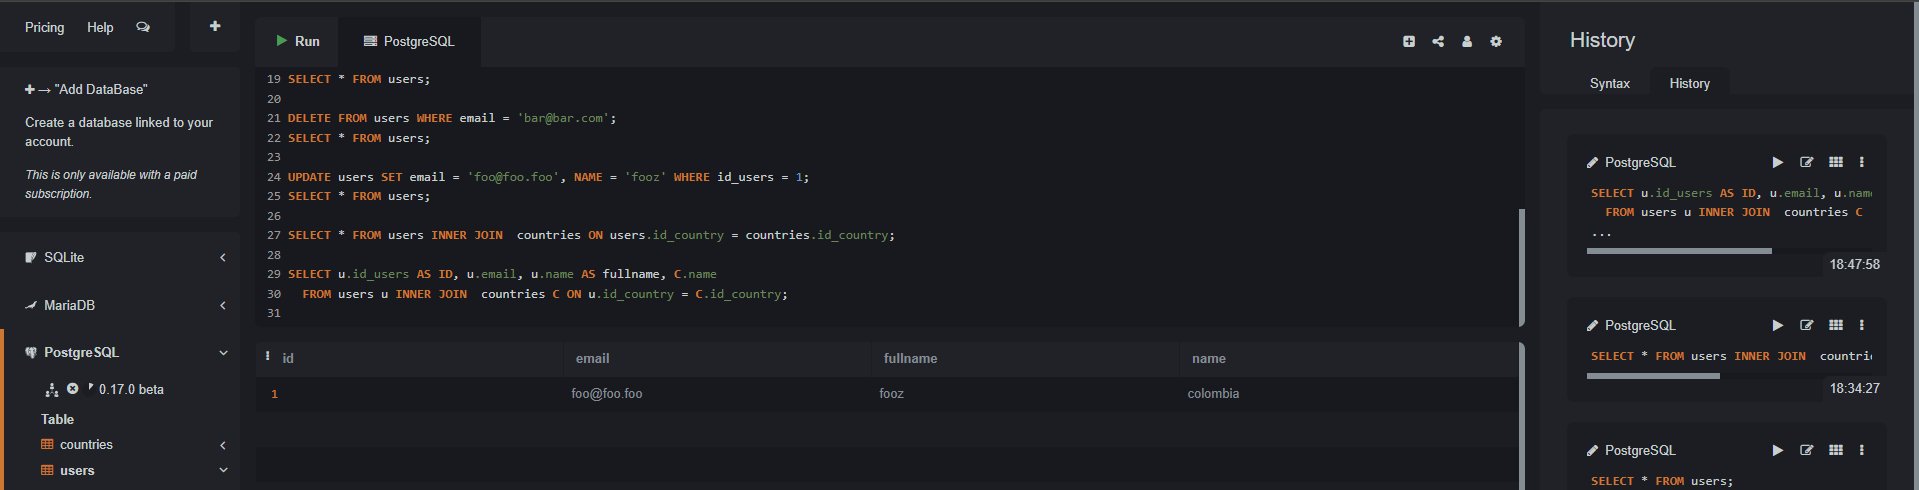 Pricing Help
"Add DataBase"
Create a database linked to your
account.
This is only available with a paid
subscription.
SQLite
MariaDB
PostgreSQL
0.17.0 beta
Table
countries
users
Run PostgreSQL
19 SELECT * FROM users;
20
21 DELETE FROM users WHERE email = 'bar@bar.com';
22 SELECT * FROM users;
23
24 UPDATE users SET email = 'foo@foo.foo', NAME = 'fooz' WHERE id_users = 1;
25 SELECT * FROM users;
26
27 SELECT * FROM users INNER JOIN  countries ON users.id_country = countries.id_country;
28
29 SELECT u.id_users AS ID, u.email, u.name AS fullname, C.name
30   FROM users u INNER JOIN  countries C ON u.id_country = C.id_country;
31
id email fullname name
1 foo@foo.foo fooz colombia
History
Syntax History
PostgreSQL
SELECT u.id_users AS ID, u.email, u.name
FROM users u INNER JOIN  countries C
...
18:47:58
PostgreSQL
SELECT * FROM users INNER JOIN  countri
18:34:27
PostgreSQL
SELECT * FROM users;